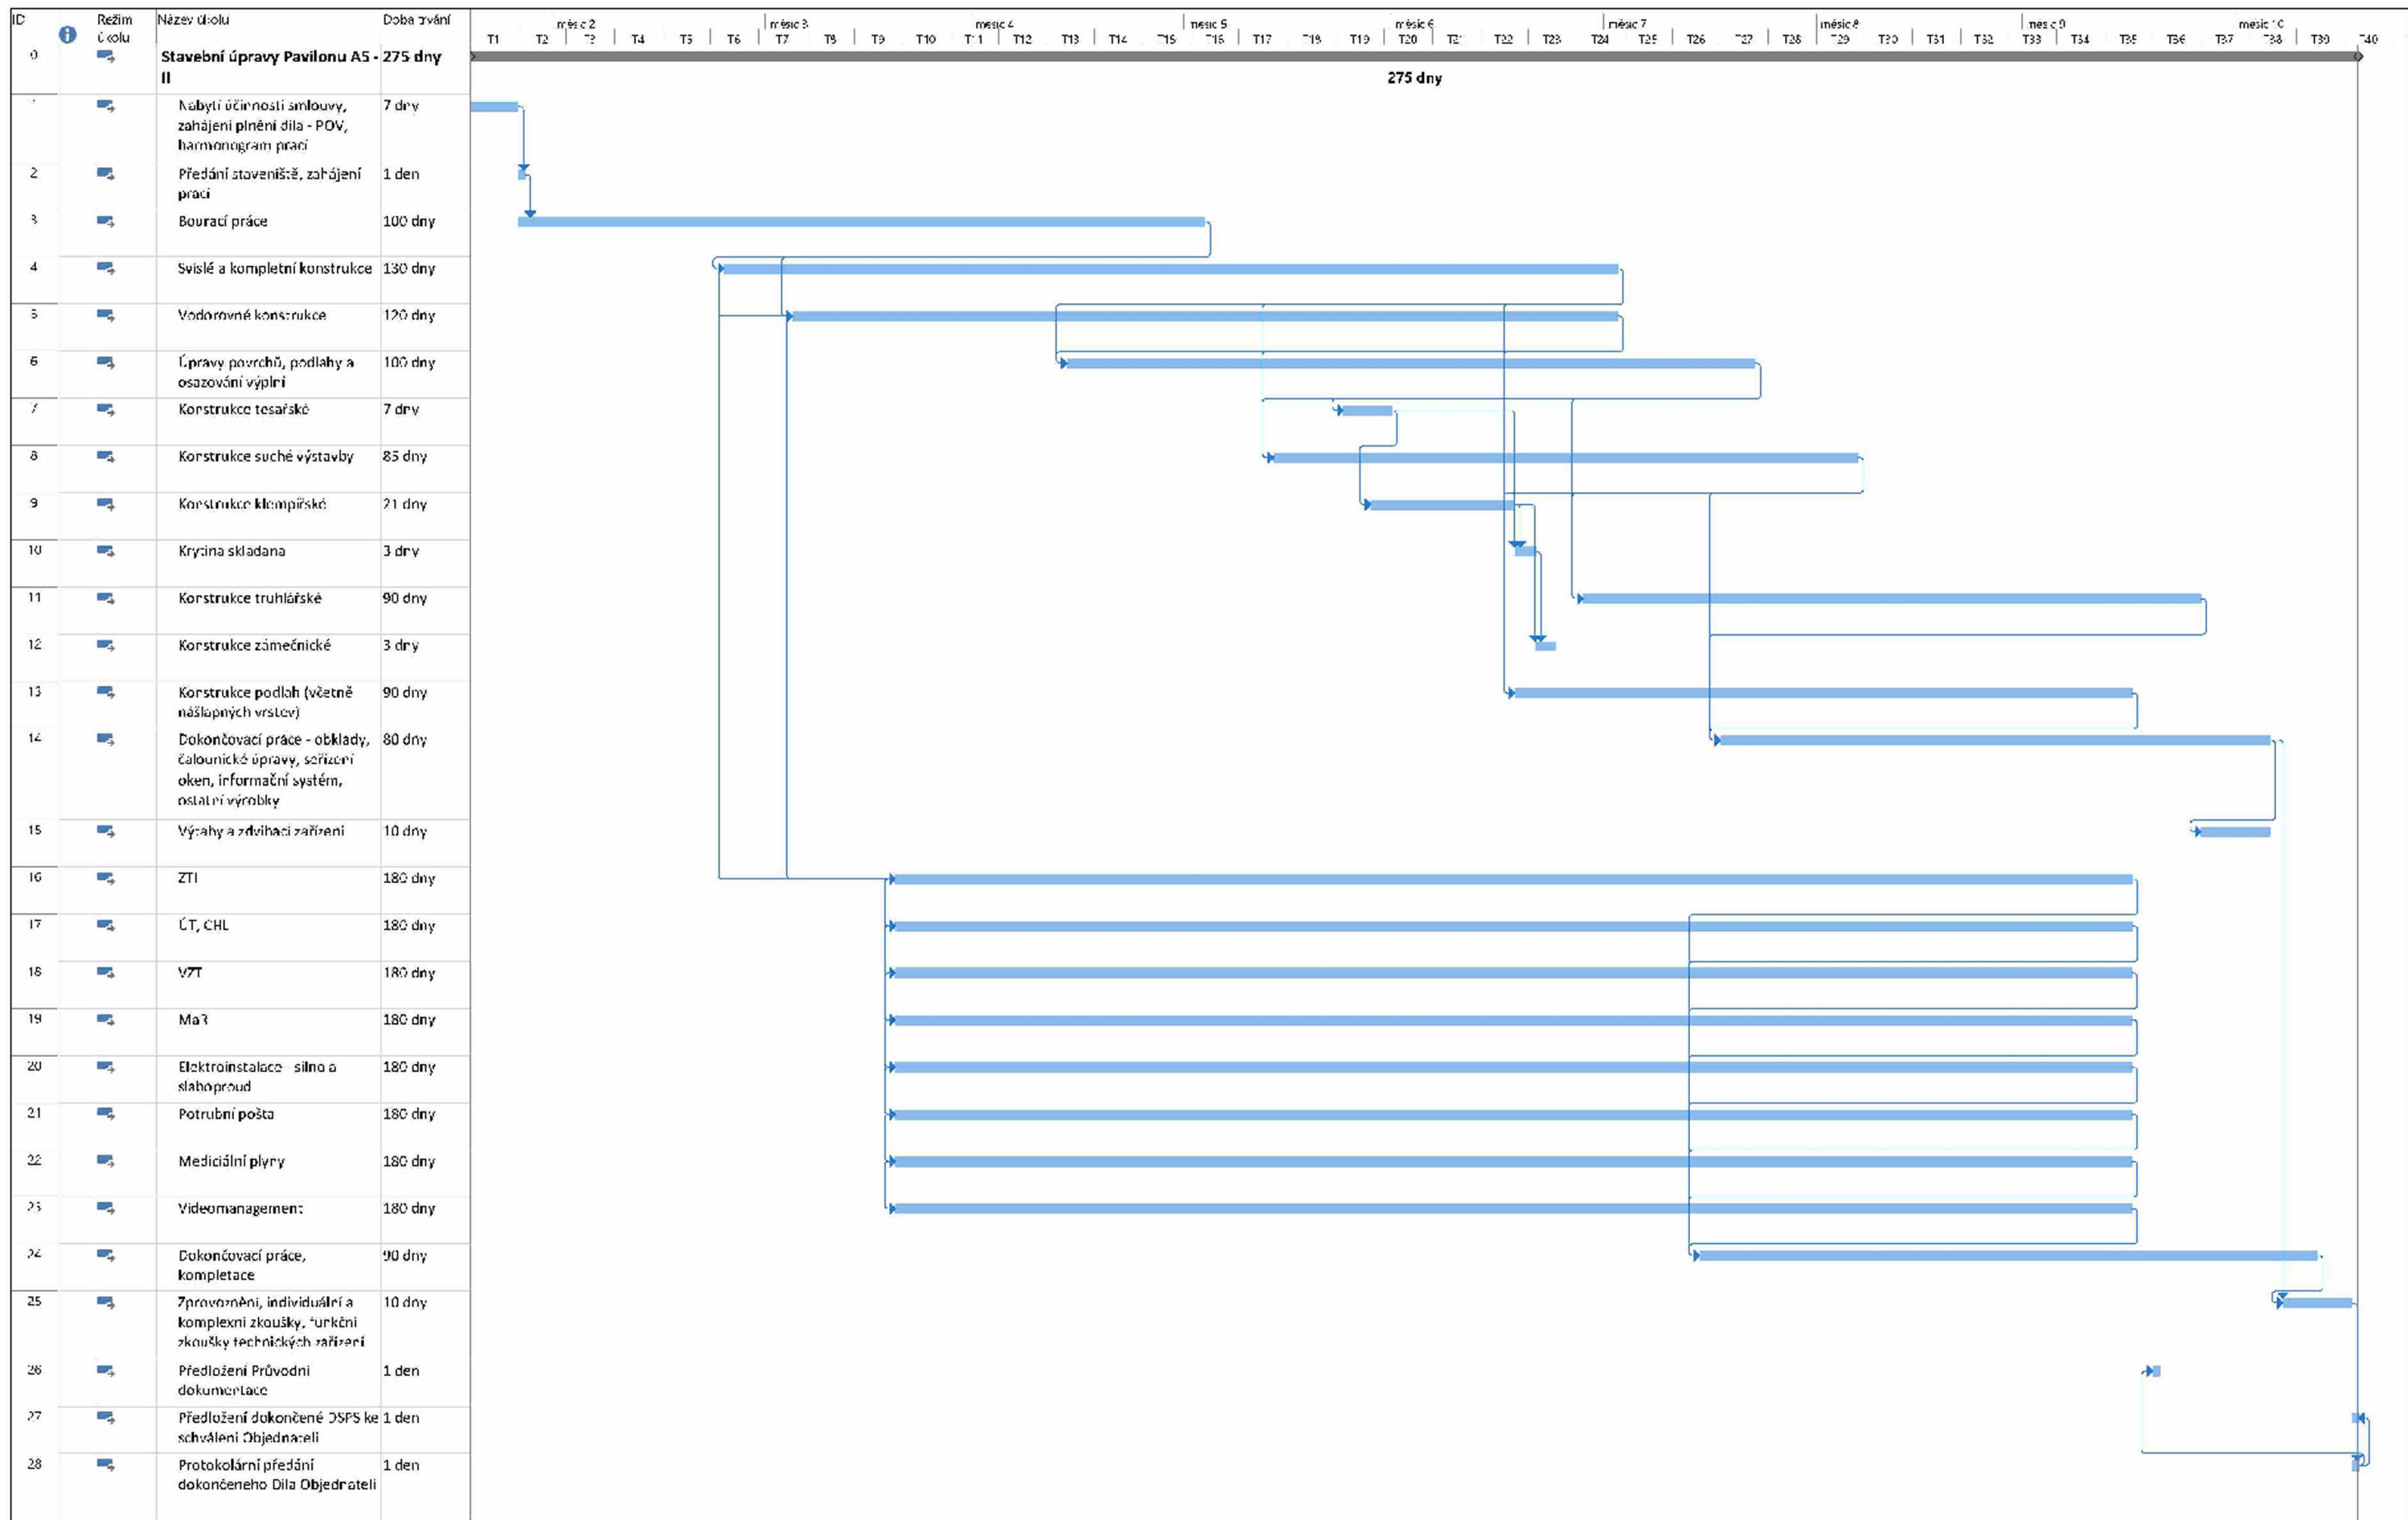 ID
Režim úkolu
Název úkolu
Doba trvání
měsíc 2 měsíc 3 měsíc 4 měsíc 5 měsíc 6 měsíc 7 měsíc 8 měsíc 9 měsíc 10
T1 T2 T3 T4 T5 T6 T7 T8 T9 T10 T11 T12 T13 T14 T15 T16 T17 T18 T19 T20 T21 T22 T23 T24 T25 T26 T27 T28 T29 T30 T31 T32 T33 T34 T35 T36 T37 T38 T39 T40
0 Stavební úpravy Pavilonu A5 - 275 dny
II
275 dny
1 Nabytí účinnosti smlouvy, 7 dny
zahájení plnění díla - POV,
harmonogram prací
2 Předání staveniště, zahájení 1 den
prací
3 Bourací práce 100 dny
4 Svislé a kompletní konstrukce 130 dny
5 Vodorovné konstrukce 120 dny
6 Úpravy povrchů, podlahy a 100 dny
osazování výplní
7 Konstrukce tesařské 7 dny
8 Konstrukce suché výstavby 85 dny
9 Konstrukce klempířské 21 dny
10 Krytina skládaná 3 dny
11 Konstrukce truhlářské 90 dny
12 Konstrukce zámečnické 3 dny
13 Konstrukce podlah (včetně 90 dny
nášlapných vrstev)
14 Dokončovací práce - obklady, 80 dny
čalounické úpravy, seřízení
oken, informační systém,
ostatní výrobky
15 Výtahy a zdvihací zařízení 10 dny
16 ZTI 180 dny
17 ÚT, CHL 180 dny
18 VZT 180 dny
19 MaR 180 dny
20 Elektroinstalace - silno a 180 dny
slaboproud
21 Potrubní pošta 180 dny
22 Mediciální plyny 180 dny
23 Videomanagement 180 dny
24 Dokončovací práce, 90 dny
kompletace
25 Zprovoznění, individuální a 10 dny
komplexní zkoušky, funkční
zkoušky technických zařízení
26 Předložení Průvodní 1 den
dokumentace
27 Předložení dokončené DSPS ke 1 den
schválení Objednateli
28 Protokolární předání 1 den
dokončeného Díla Objednateli